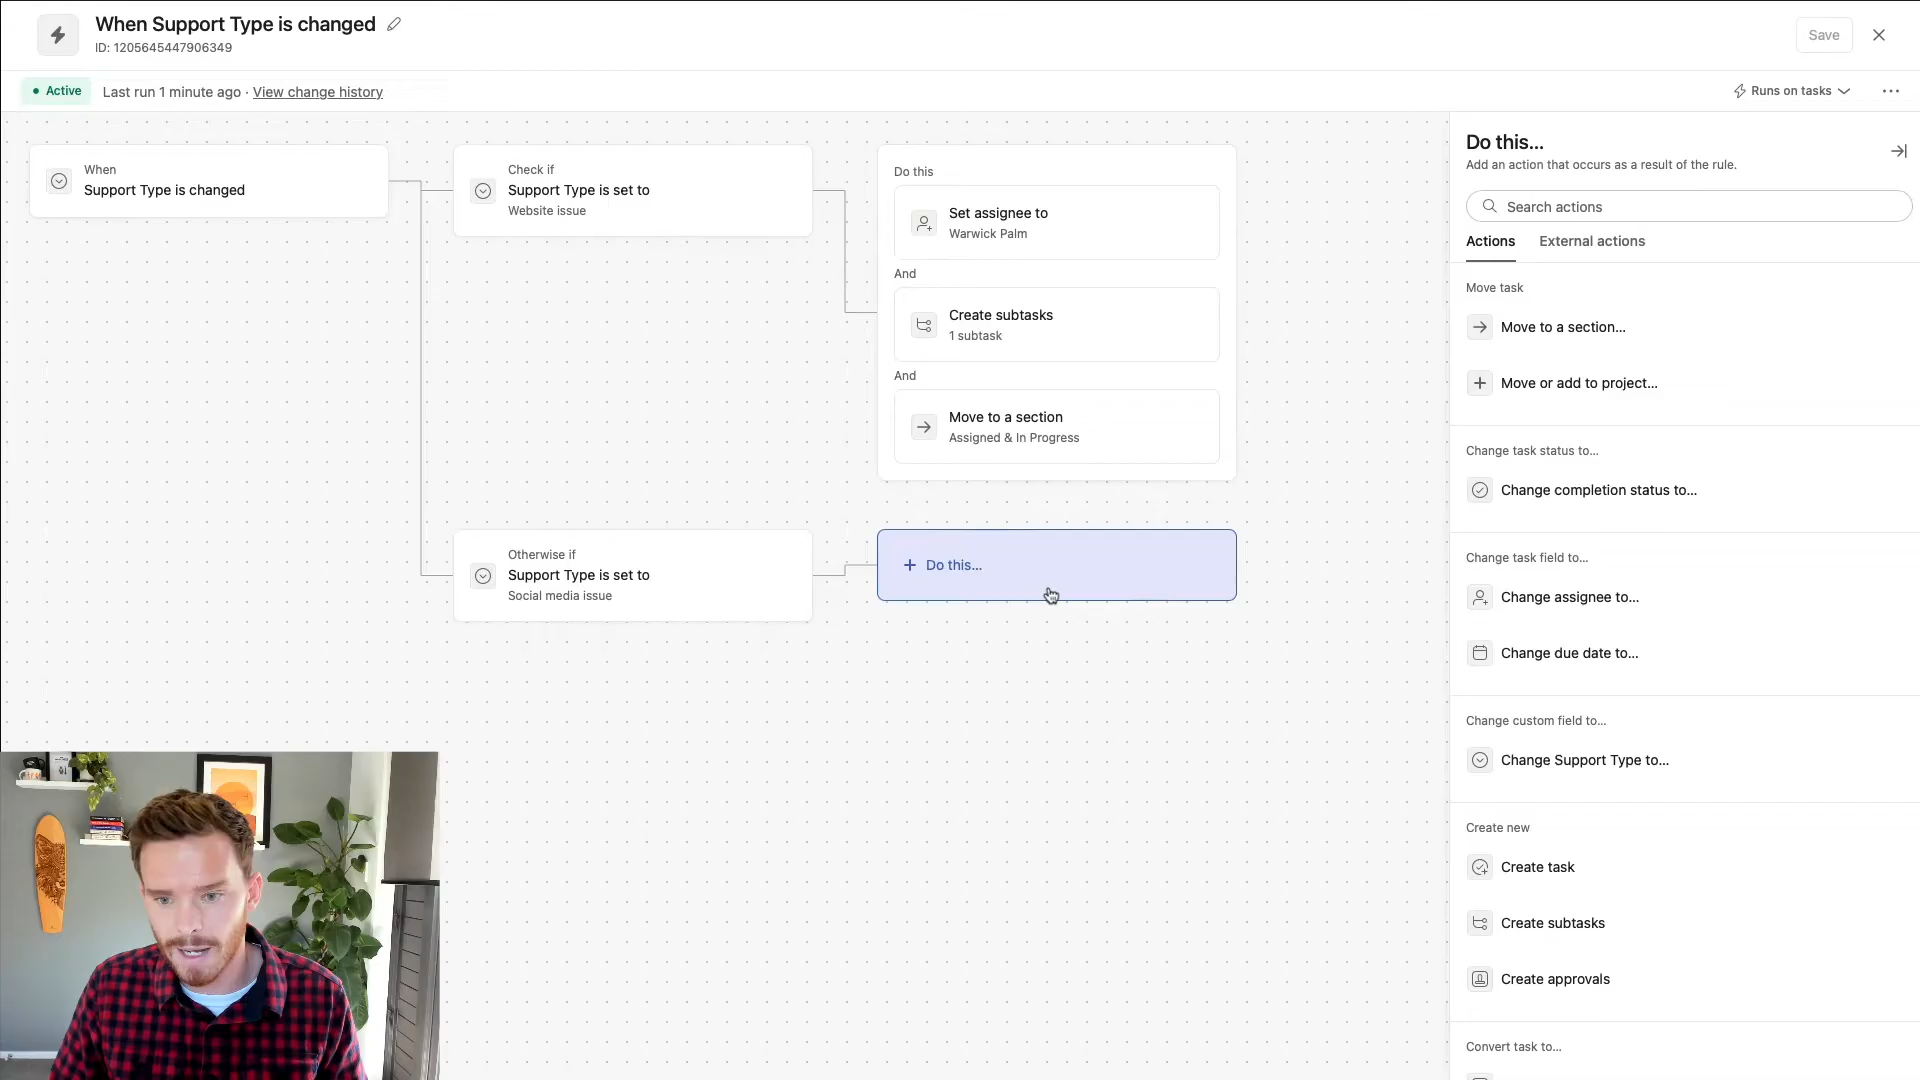 When Support Type is changed
ID: 1205645447906349
Save
Active
Last run 1 minute ago · View change history
Runs on tasks
When
Support Type is changed
Check if
Support Type is set to
Website issue
Do this
Set assignee to
Warwick Palm
And
Create subtasks
1 subtask
And
Move to a section
Assigned & In Progress
Otherwise if
Support Type is set to
Social media issue
+ Do this...
Do this...
Add an action that occurs as a result of the rule.
Search actions
Actions
External actions
Move task
Move to a section...
Move or add to project...
Change task status to...
Change completion status to...
Change task field to...
Change assignee to...
Change due date to...
Change custom field to...
Change Support Type to...
Create new
Create task
Create subtasks
Create approvals
Convert task to...